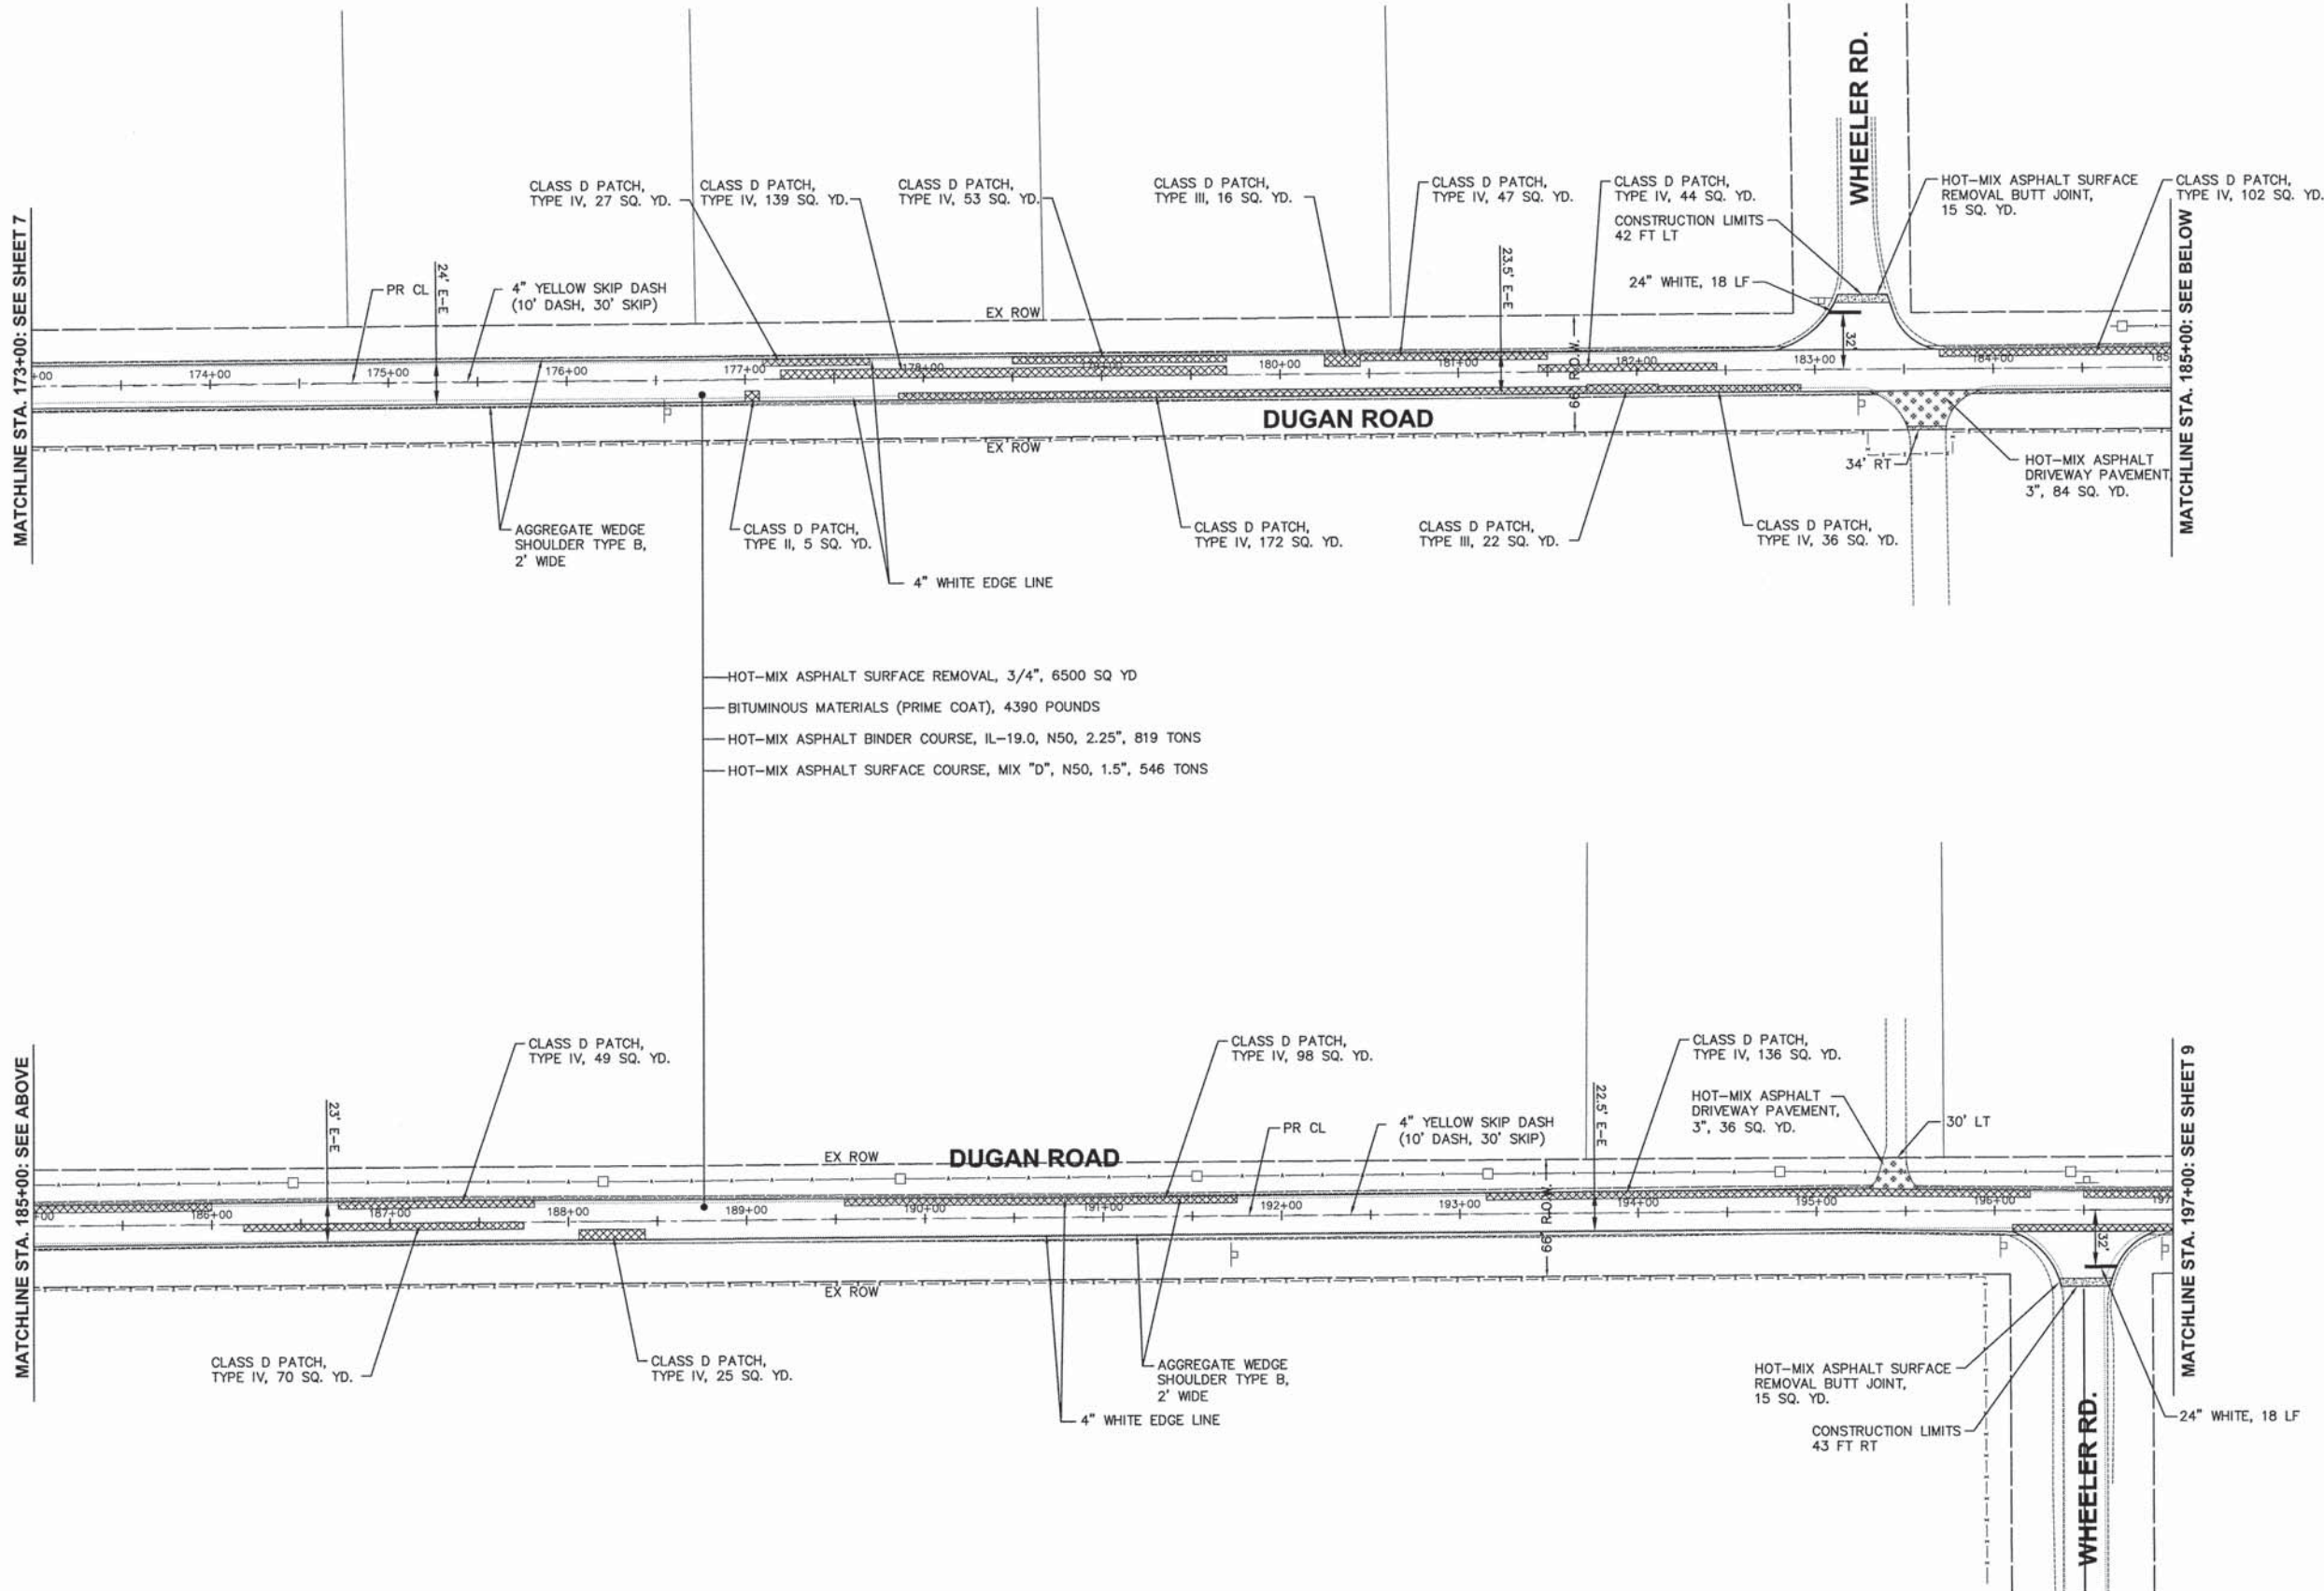 WHEELER RD.
CLASS D PATCH,
TYPE IV, 27 SQ. YD.
CLASS D PATCH,
TYPE IV, 139 SQ. YD.
CLASS D PATCH,
TYPE IV, 53 SQ. YD.
CLASS D PATCH,
TYPE III, 16 SQ. YD.
CLASS D PATCH,
TYPE IV, 47 SQ. YD.
CLASS D PATCH,
TYPE IV, 44 SQ. YD.
CONSTRUCTION LIMITS
42 FT LT
24" WHITE, 18 LF
HOT-MIX ASPHALT SURFACE
REMOVAL BUTT JOINT,
15 SQ. YD.
CLASS D PATCH,
TYPE IV, 102 SQ. YD.
MATCHLINE STA. 173+00: SEE SHEET 7
MATCHLINE STA. 185+00: SEE BELOW
PR CL
24' E-E
4" YELLOW SKIP DASH
(10' DASH, 30' SKIP)
23.5' E-E
EX ROW
66' R.O.W.
32'
+00
174+00
175+00
176+00
177+00
178+00
179+00
180+00
181+00
182+00
183+00
184+00
185
DUGAN ROAD
EX ROW
34' RT
HOT-MIX ASPHALT
DRIVEWAY PAVEMENT,
3", 84 SQ. YD.
AGGREGATE WEDGE
SHOULDER TYPE B,
2' WIDE
CLASS D PATCH,
TYPE II, 5 SQ. YD.
4" WHITE EDGE LINE
CLASS D PATCH,
TYPE IV, 172 SQ. YD.
CLASS D PATCH,
TYPE III, 22 SQ. YD.
CLASS D PATCH,
TYPE IV, 36 SQ. YD.
HOT-MIX ASPHALT SURFACE REMOVAL, 3/4", 6500 SQ YD
BITUMINOUS MATERIALS (PRIME COAT), 4390 POUNDS
HOT-MIX ASPHALT BINDER COURSE, IL-19.0, N50, 2.25", 819 TONS
HOT-MIX ASPHALT SURFACE COURSE, MIX "D", N50, 1.5", 546 TONS
MATCHLINE STA. 185+00: SEE ABOVE
MATCHLINE STA. 197+00: SEE SHEET 9
CLASS D PATCH,
TYPE IV, 49 SQ. YD.
CLASS D PATCH,
TYPE IV, 98 SQ. YD.
CLASS D PATCH,
TYPE IV, 136 SQ. YD.
23' E-E
PR CL
4" YELLOW SKIP DASH
(10' DASH, 30' SKIP)
22.5' E-E
HOT-MIX ASPHALT
DRIVEWAY PAVEMENT,
3", 36 SQ. YD.
30' LT
EX ROW
DUGAN ROAD
66' R.O.W.
+00
186+00
187+00
188+00
189+00
190+00
191+00
192+00
193+00
194+00
195+00
196+00
197
32'
EX ROW
CLASS D PATCH,
TYPE IV, 70 SQ. YD.
CLASS D PATCH,
TYPE IV, 25 SQ. YD.
AGGREGATE WEDGE
SHOULDER TYPE B,
2' WIDE
4" WHITE EDGE LINE
HOT-MIX ASPHALT SURFACE
REMOVAL BUTT JOINT,
15 SQ. YD.
CONSTRUCTION LIMITS
43 FT RT
24" WHITE, 18 LF
WHEELER RD.